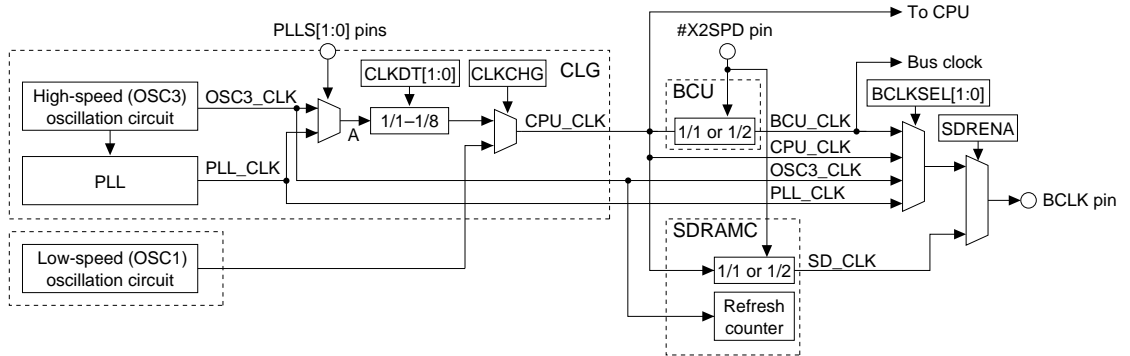 To CPU
PLLS[1:0] pins
#X2SPD pin
CLG
Bus clock
CLKDT[1:0]
CLKCHG
BCU
BCLKSEL[1:0]
High-speed (OSC3)
oscillation circuit
OSC3_CLK
A
1/1–1/8
CPU_CLK
1/1 or 1/2
BCU_CLK
SDRENA
CPU_CLK
PLL
PLL_CLK
OSC3_CLK
PLL_CLK
BCLK pin
SDRAMC
Low-speed (OSC1)
oscillation circuit
1/1 or 1/2
SD_CLK
Refresh
counter